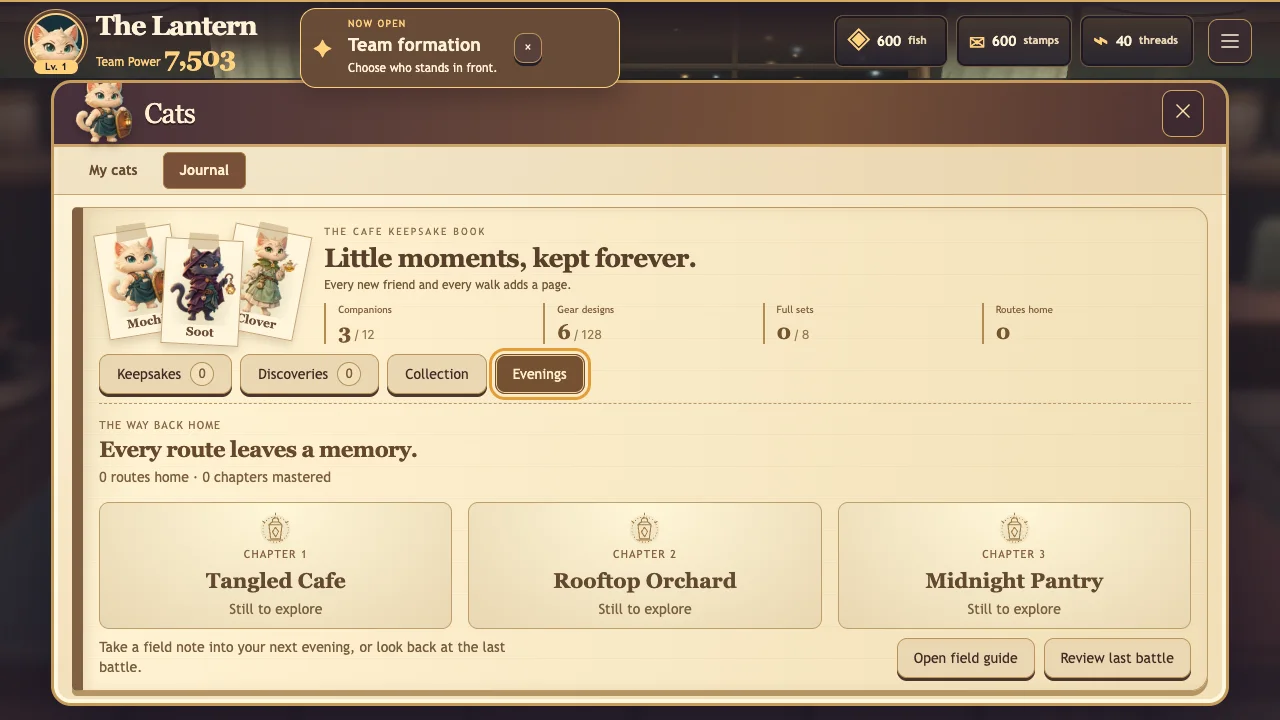 The Lantern
Team Power 7,503
Lv. 1
NOW OPEN
Team formation
Choose who stands in front.
×
600 fish
600 stamps
40 threads
Cats
My cats
Journal
Soot
Clover
THE CAFE KEEPSAKE BOOK
Little moments, kept forever.
Every new friend and every walk adds a page.
Companions
3 / 12
Gear designs
6 / 128
Full sets
0 / 8
Routes home
0
Keepsakes 0
Discoveries 0
Collection
Evenings
THE WAY BACK HOME
Every route leaves a memory.
0 routes home · 0 chapters mastered
CHAPTER 1
Tangled Cafe
Still to explore
CHAPTER 2
Rooftop Orchard
Still to explore
CHAPTER 3
Midnight Pantry
Still to explore
Take a field note into your next evening, or look back at the last
battle.
Open field guide
Review last battle